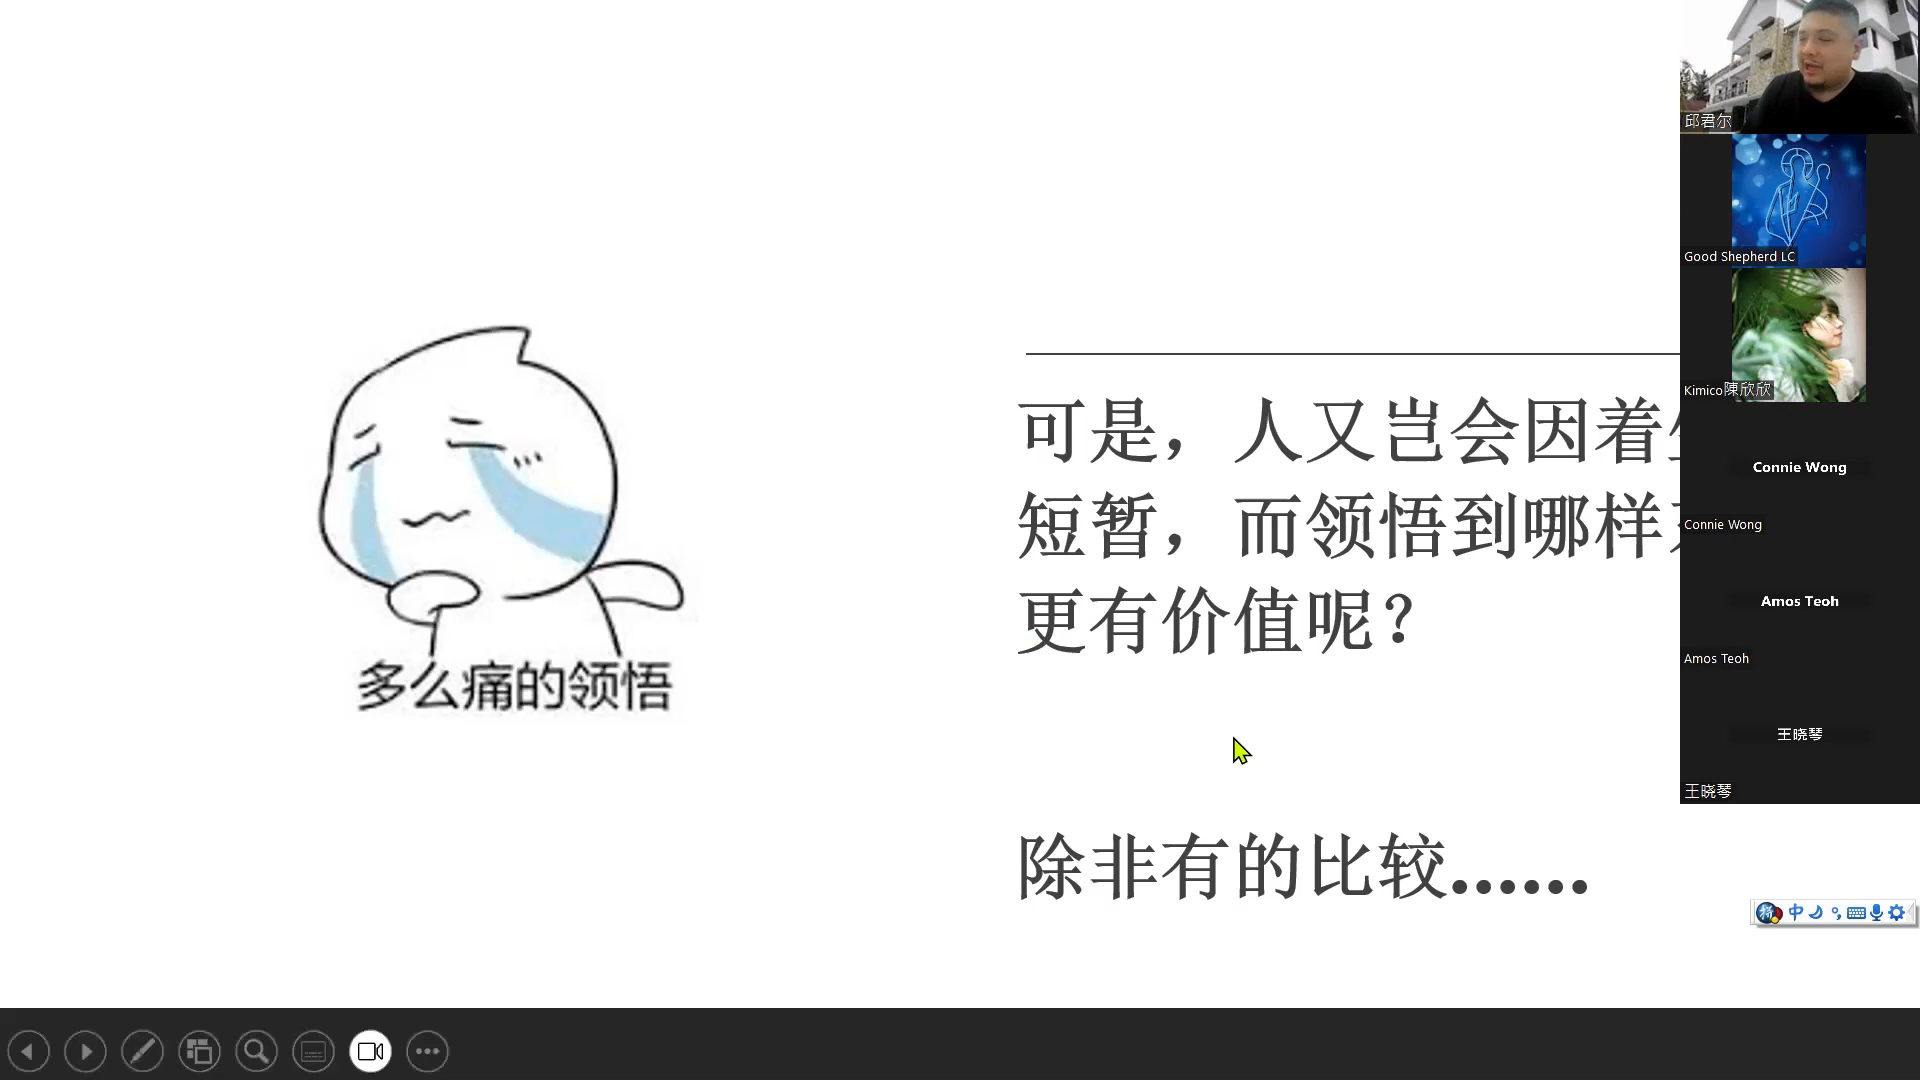 多么痛的领悟
可是，人又岂会因着
短暂，而领悟到哪样
更有价值呢？
除非有的比较......
邱君尔
Good Shepherd LC
Kimico陳欣欣
Connie Wong
Connie Wong
Amos Teoh
Amos Teoh
王晓琴
王晓琴
中